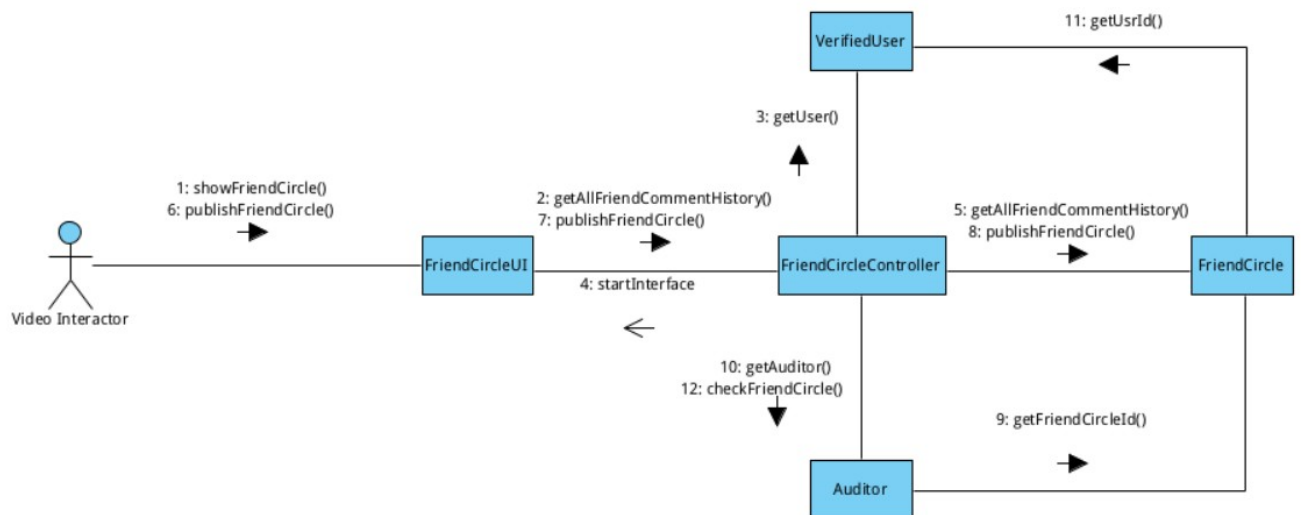 11: getUsrId()
VerifiedUser
3: getUser()
1: showFriendCircle()
6: publishFriendCircle()
2: getAllFriendCommentHistory()
7: publishFriendCircle()
5: getAllFriendCommentHistory()
8: publishFriendCircle()
FriendCircleUI
FriendCircleController
FriendCircle
4: startInterface
Video Interactor
10: getAuditor()
12: checkFriendCircle()
9: getFriendCircleId()
Auditor